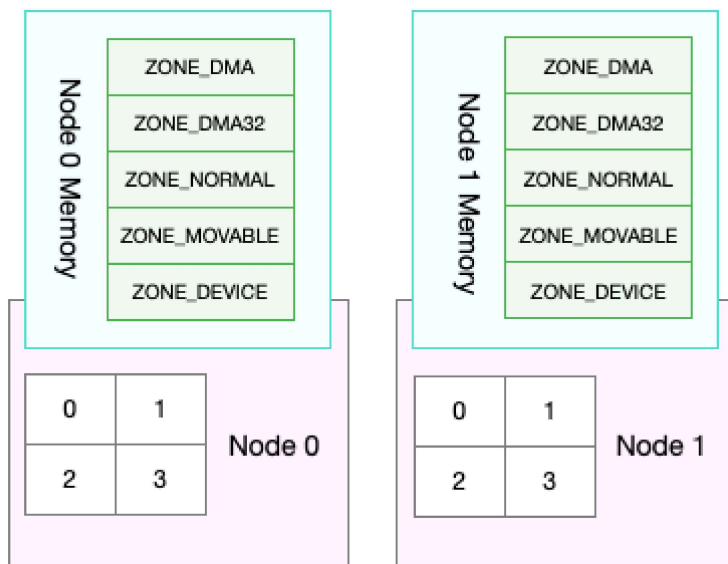 Node 0 Memory
ZONE_DMA
ZONE_DMA32
ZONE_NORMAL
ZONE_MOVABLE
ZONE_DEVICE
0 1
2 3
Node 0
Node 1 Memory
ZONE_DMA
ZONE_DMA32
ZONE_NORMAL
ZONE_MOVABLE
ZONE_DEVICE
0 1
2 3
Node 1